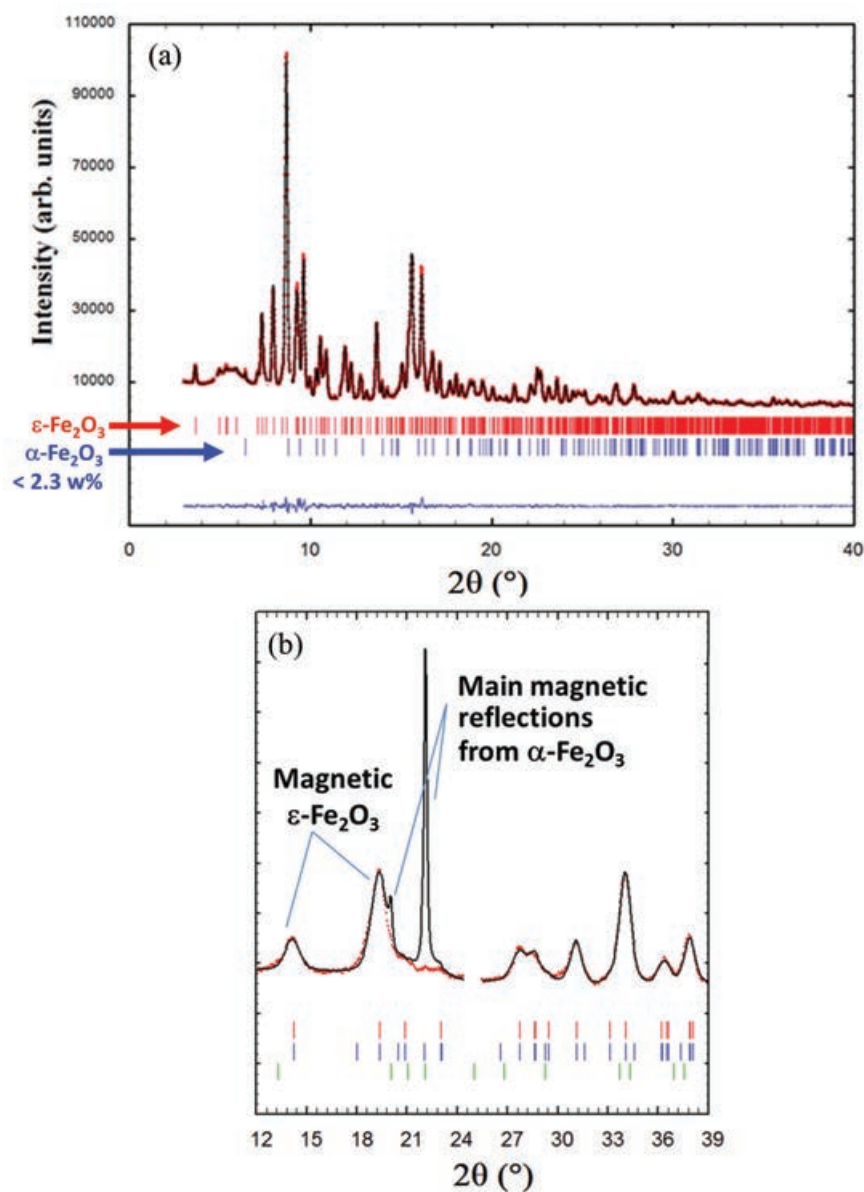 (a)
Intensity (arb. units)
110000
90000
70000
50000
30000
10000
ε-Fe₂O₃
α-Fe₂O₃
< 2.3 w%
0 10 20 30 40
2θ (°)
(b)
Main magnetic
reflections
from α-Fe₂O₃
Magnetic
ε-Fe₂O₃
12 15 18 21 24 27 30 33 36 39
2θ (°)